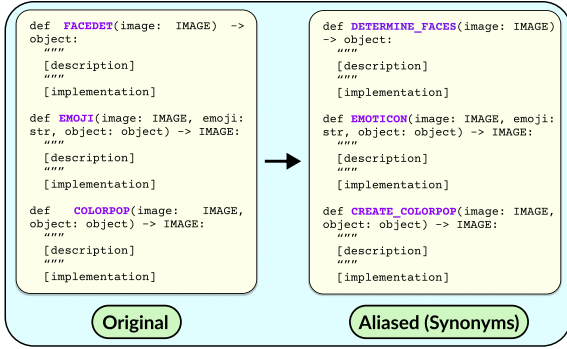 def FACEDET(image: IMAGE) ->
object:
“””
[description]
“””
[implementation]
def EMOJI(image: IMAGE, emoji:
str, object: object) -> IMAGE:
“””
[description]
“””
[implementation]
def COLORPOP(image: IMAGE,
object: object) -> IMAGE:
“””
[description]
“””
[implementation]
Original
def DETERMINE_FACES(image: IMAGE)
-> object:
“””
[description]
“””
[implementation]
def EMOTICON(image: IMAGE, emoji:
str, object: object) -> IMAGE:
“””
[description]
“””
[implementation]
def CREATE_COLORPOP(image: IMAGE,
object: object) -> IMAGE:
“””
[description]
“””
[implementation]
Aliased (Synonyms)